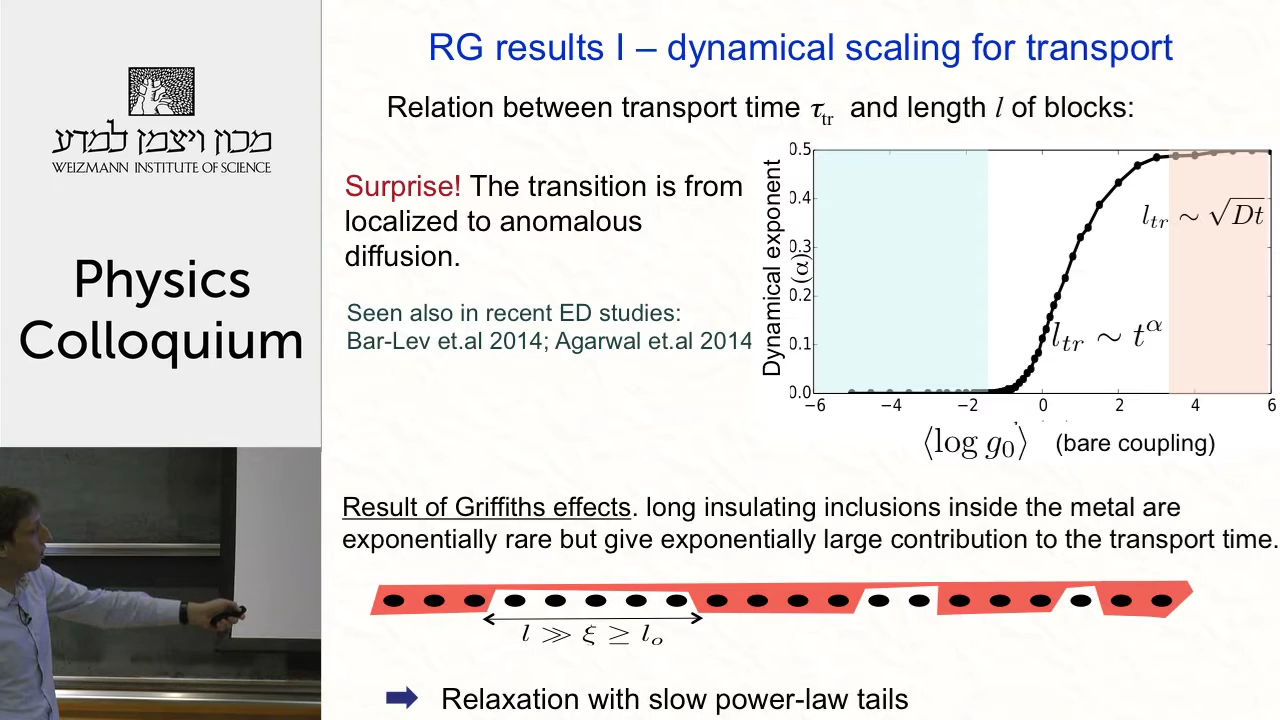 מכון ויצמן למדע
WEIZMANN INSTITUTE OF SCIENCE
Physics
Colloquium
RG results I – dynamical scaling for transport
Relation between transport time τtr and length l of blocks:
Surprise! The transition is from
localized to anomalous
diffusion.
Seen also in recent ED studies:
Bar-Lev et.al 2014; Agarwal et.al 2014
Dynamical exponent
(α)
0.5
0.4
0.3
0.2
0.1
0.0
−6 −4 −2 0 2 4 6
l_tr ∼ √Dt
l_tr ∼ t^α
⟨log g₀⟩ (bare coupling)
Result of Griffiths effects. long insulating inclusions inside the metal are
exponentially rare but give exponentially large contribution to the transport time.
l ≫ ξ ≥ l_o
Relaxation with slow power-law tails